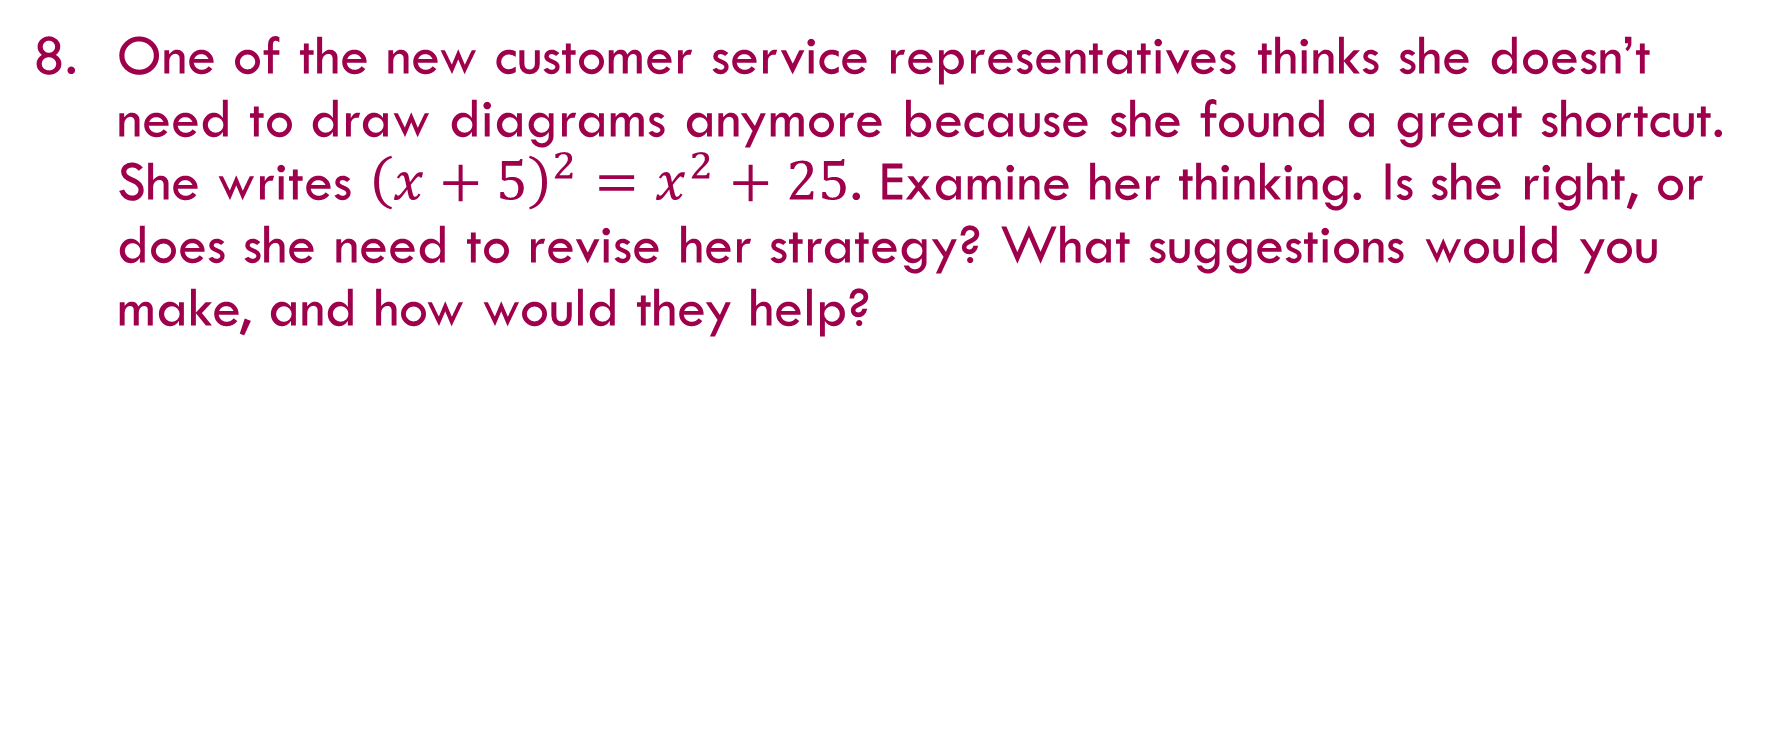 8. One of the new customer service representatives thinks she doesn’t
need to draw diagrams anymore because she found a great shortcut.
She writes (𝑥 + 5)² = 𝑥² + 25. Examine her thinking. Is she right, or
does she need to revise her strategy? What suggestions would you
make, and how would they help?